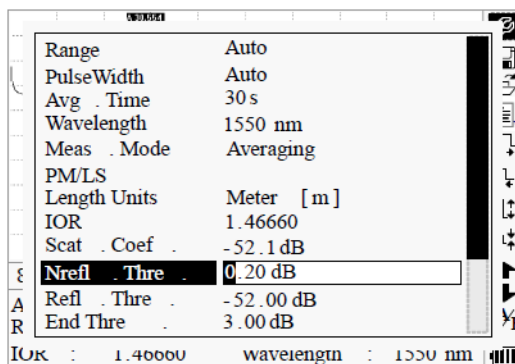 A 20.664
Range Auto
PulseWidth Auto
Avg . Time 30 s
Wavelength 1550 nm
Meas . Mode Averaging
PM/LS
Length Units Meter [ m ]
IOR 1.46660
Scat . Coef . -52.1 dB
Nrefl . Thre . 0.20 dB
Refl . Thre . -52.00 dB
End Thre . 3.00 dB
IOR : 1.46660 wavelength : 1550 nm